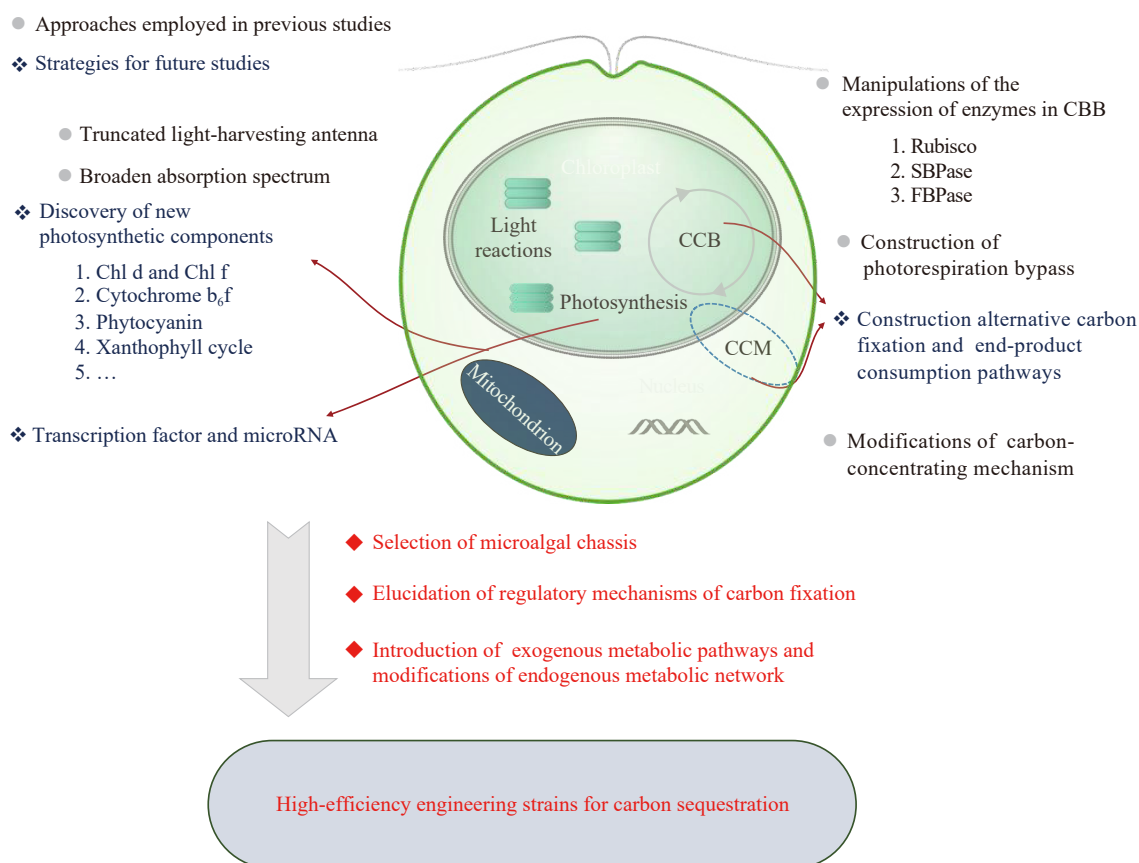 Approaches employed in previous studies
Strategies for future studies
Truncated light-harvesting antenna
Broaden absorption spectrum
Discovery of new
photosynthetic components
1. Chl d and Chl f
2. Cytochrome b₆f
3. Phytocyanin
4. Xanthophyll cycle
5. …
Transcription factor and microRNA
Chloroplast
Light
reactions
CCB
Photosynthesis
CCM
Nucleus
Mitochondrion
Manipulations of the
expression of enzymes in CBB
1. Rubisco
2. SBPase
3. FBPase
Construction of
photorespiration bypass
Construction alternative carbon
fixation and end-product
consumption pathways
Modifications of carbon-
concentrating mechanism
Selection of microalgal chassis
Elucidation of regulatory mechanisms of carbon fixation
Introduction of exogenous metabolic pathways and
modifications of endogenous metabolic network
High-efficiency engineering strains for carbon sequestration